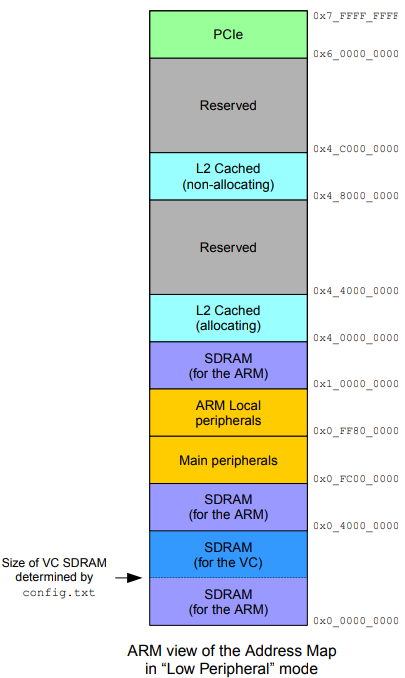 0x7_FFFF_FFFF
PCIe
0x6_0000_0000
Reserved
0x4_C000_0000
L2 Cached
(non-allocating)
0x4_8000_0000
Reserved
0x4_4000_0000
L2 Cached
(allocating)
0x4_0000_0000
SDRAM
(for the ARM)
0x1_0000_0000
ARM Local
peripherals
0x0_FF80_0000
Main peripherals
0x0_FC00_0000
SDRAM
(for the ARM)
0x0_4000_0000
SDRAM
(for the VC)
Size of VC SDRAM
determined by
config.txt
SDRAM
(for the ARM)
0x0_0000_0000
ARM view of the Address Map
in “Low Peripheral” mode